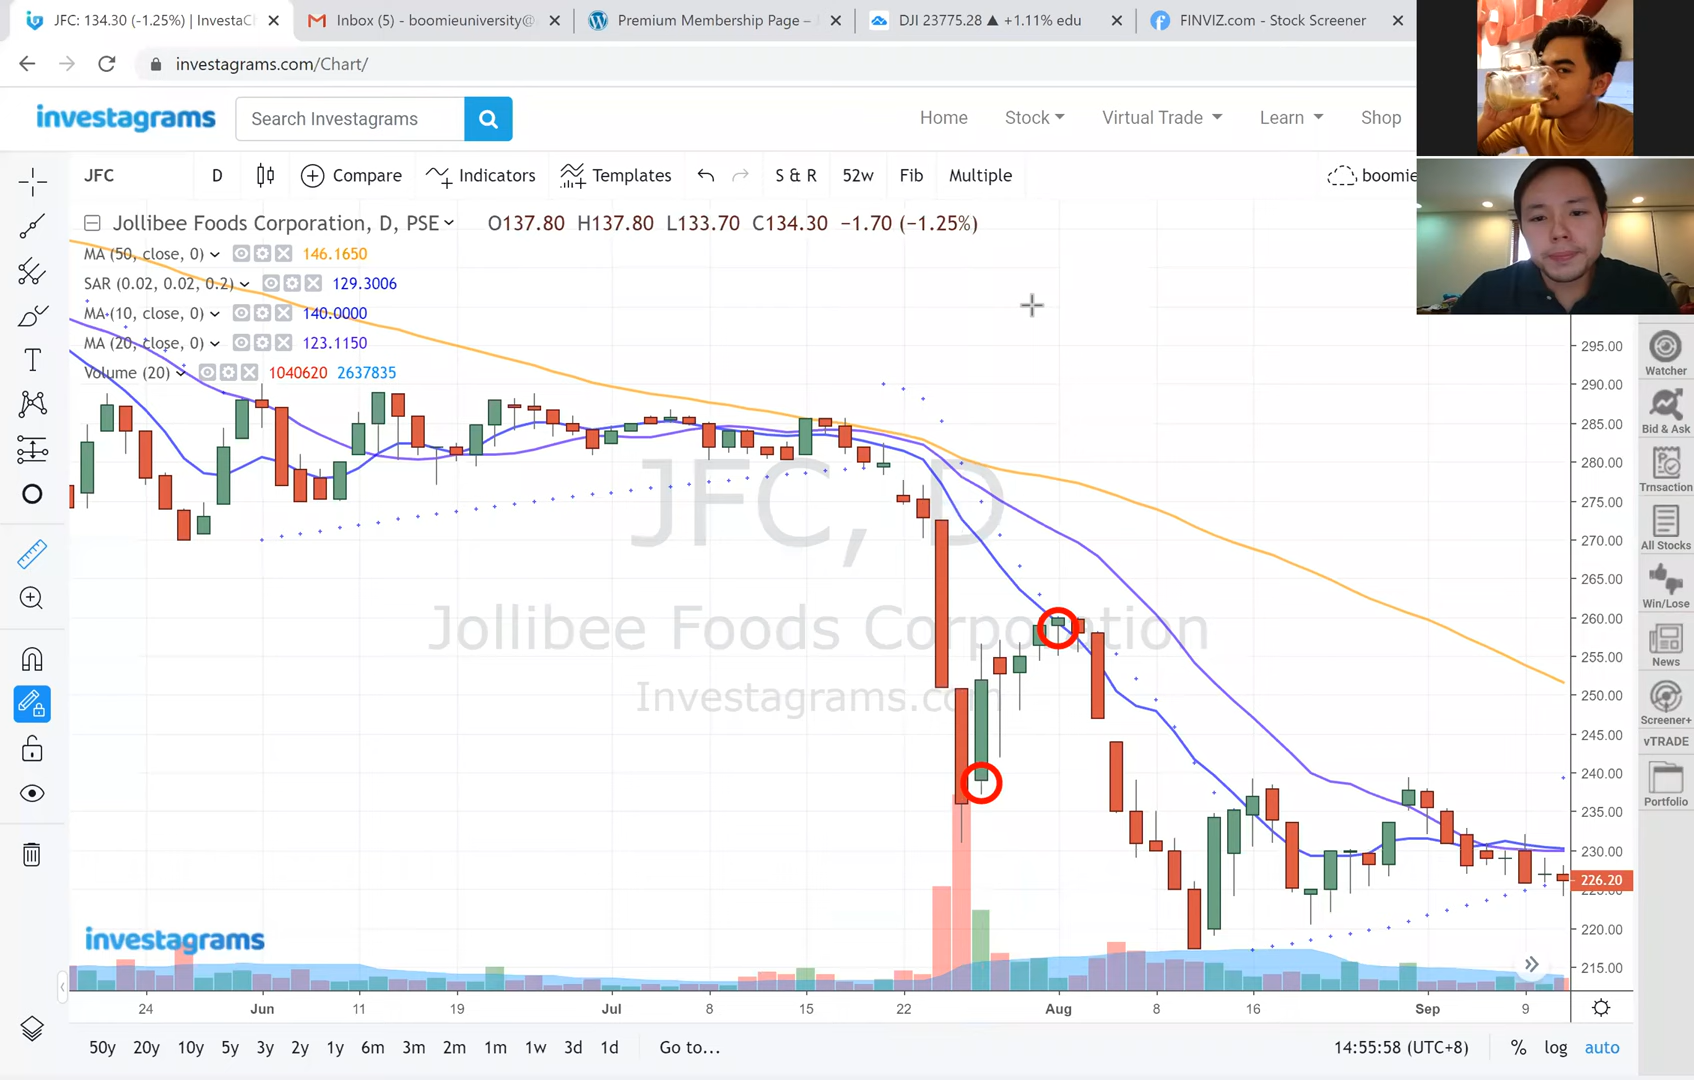 JFC: 134.30 (-1.25%) | InvestaCh
Inbox (5) - boomieuniversity@
Premium Membership Page –
DJI 23775.28 ▲ +1.11% edu
FINVIZ.com - Stock Screener
investagrams.com/Chart/
investagrams
Search Investagrams
Home
Stock
Virtual Trade
Learn
Shop
JFC
D
Compare
Indicators
Templates
S & R
52w
Fib
Multiple
boomie
Jollibee Foods Corporation, D, PSE
O137.80 H137.80 L133.70 C134.30 −1.70 (−1.25%)
MA (50, close, 0) 146.1650
SAR (0.02, 0.02, 0.2) 129.3006
MA (10, close, 0) 140.0000
MA (20, close, 0) 123.1150
Volume (20) 1040620 2637835
JFC, D
Jollibee Foods Corporation
Investagrams.com
295.00
290.00
285.00
280.00
275.00
270.00
265.00
260.00
255.00
250.00
245.00
240.00
235.00
230.00
226.20
225.00
220.00
215.00
Watcher
Bid & Ask
Trnsaction
All Stocks
Win/Lose
News
Screener+
vTRADE
Portfolio
investagrams
24 Jun 11 19 Jul 8 15 22 Aug 8 16 Sep 9
50y 20y 10y 5y 3y 2y 1y 6m 3m 2m 1m 1w 3d 1d Go to...
14:55:58 (UTC+8) % log auto